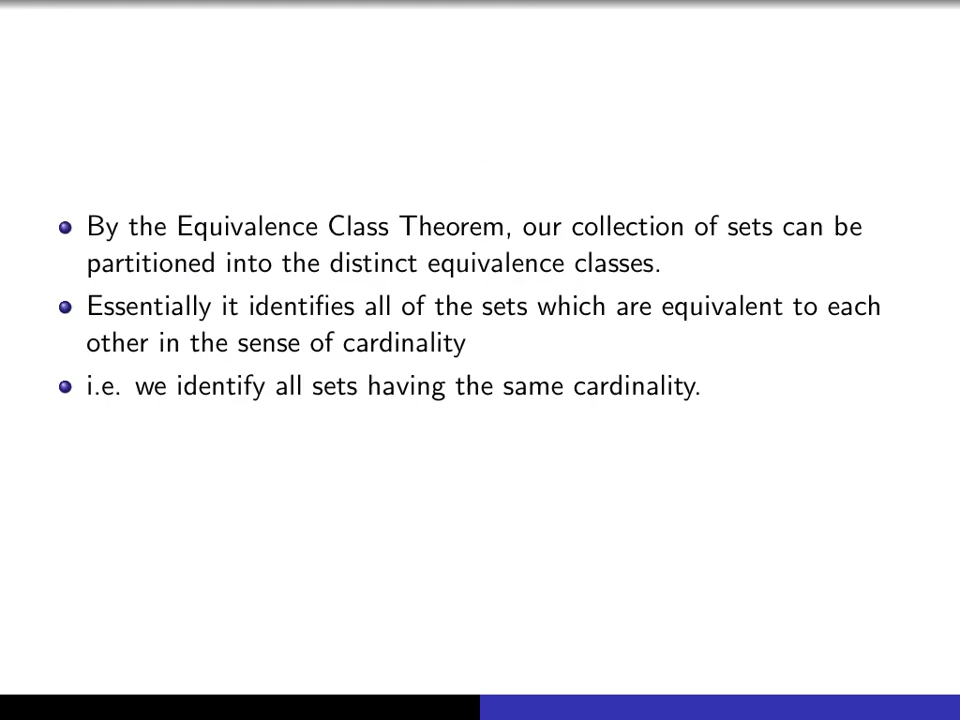 By the Equivalence Class Theorem, our collection of sets can be
partitioned into the distinct equivalence classes.
Essentially it identifies all of the sets which are equivalent to each
other in the sense of cardinality
i.e. we identify all sets having the same cardinality.